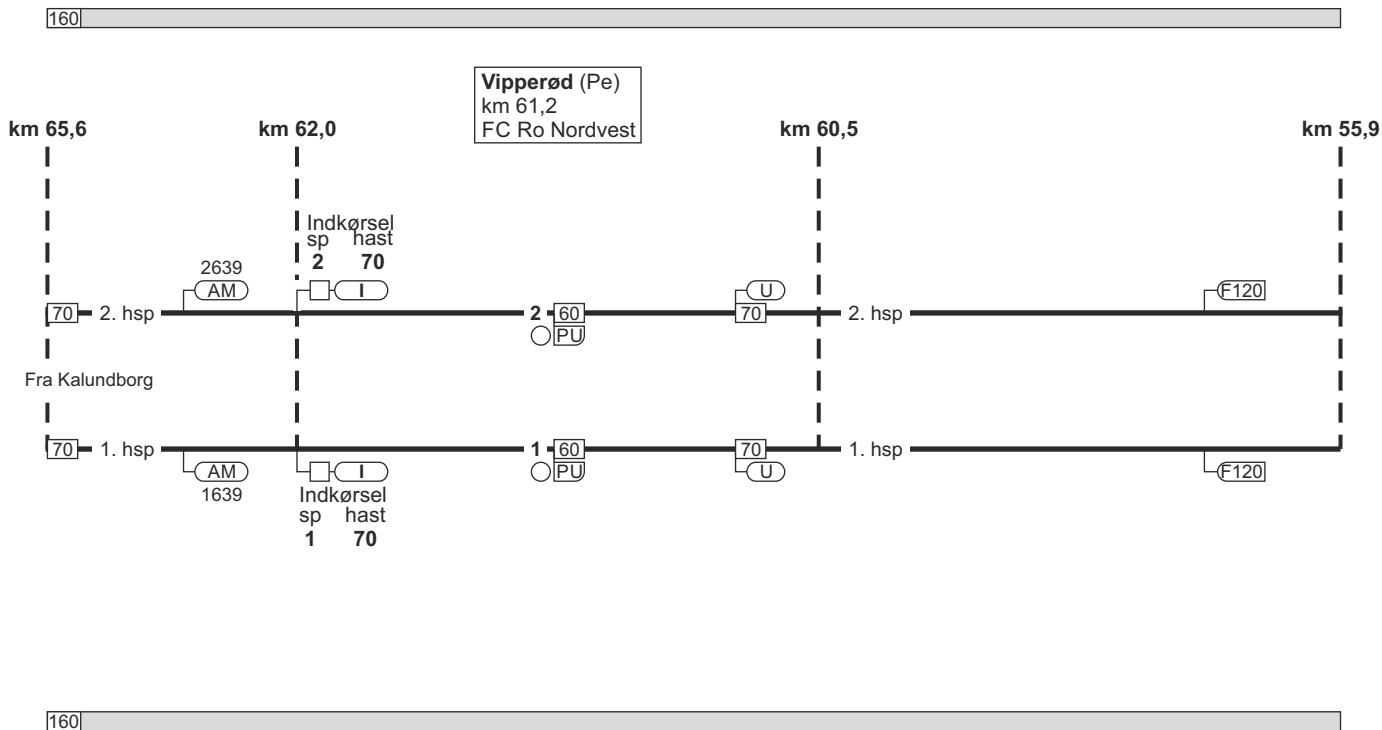 160
Vipperød (Pe)
km 61,2
FC Ro Nordvest
km 65,6
km 62,0
km 60,5
km 55,9
Indkørsel
sp hast
2 70
2639
AM
I
U
F120
70 2. hsp
2 60
70
2. hsp
PU
Fra Kalundborg
70 1. hsp
1 60
70
1. hsp
AM
I
PU
U
F120
1639
Indkørsel
sp hast
1 70
160